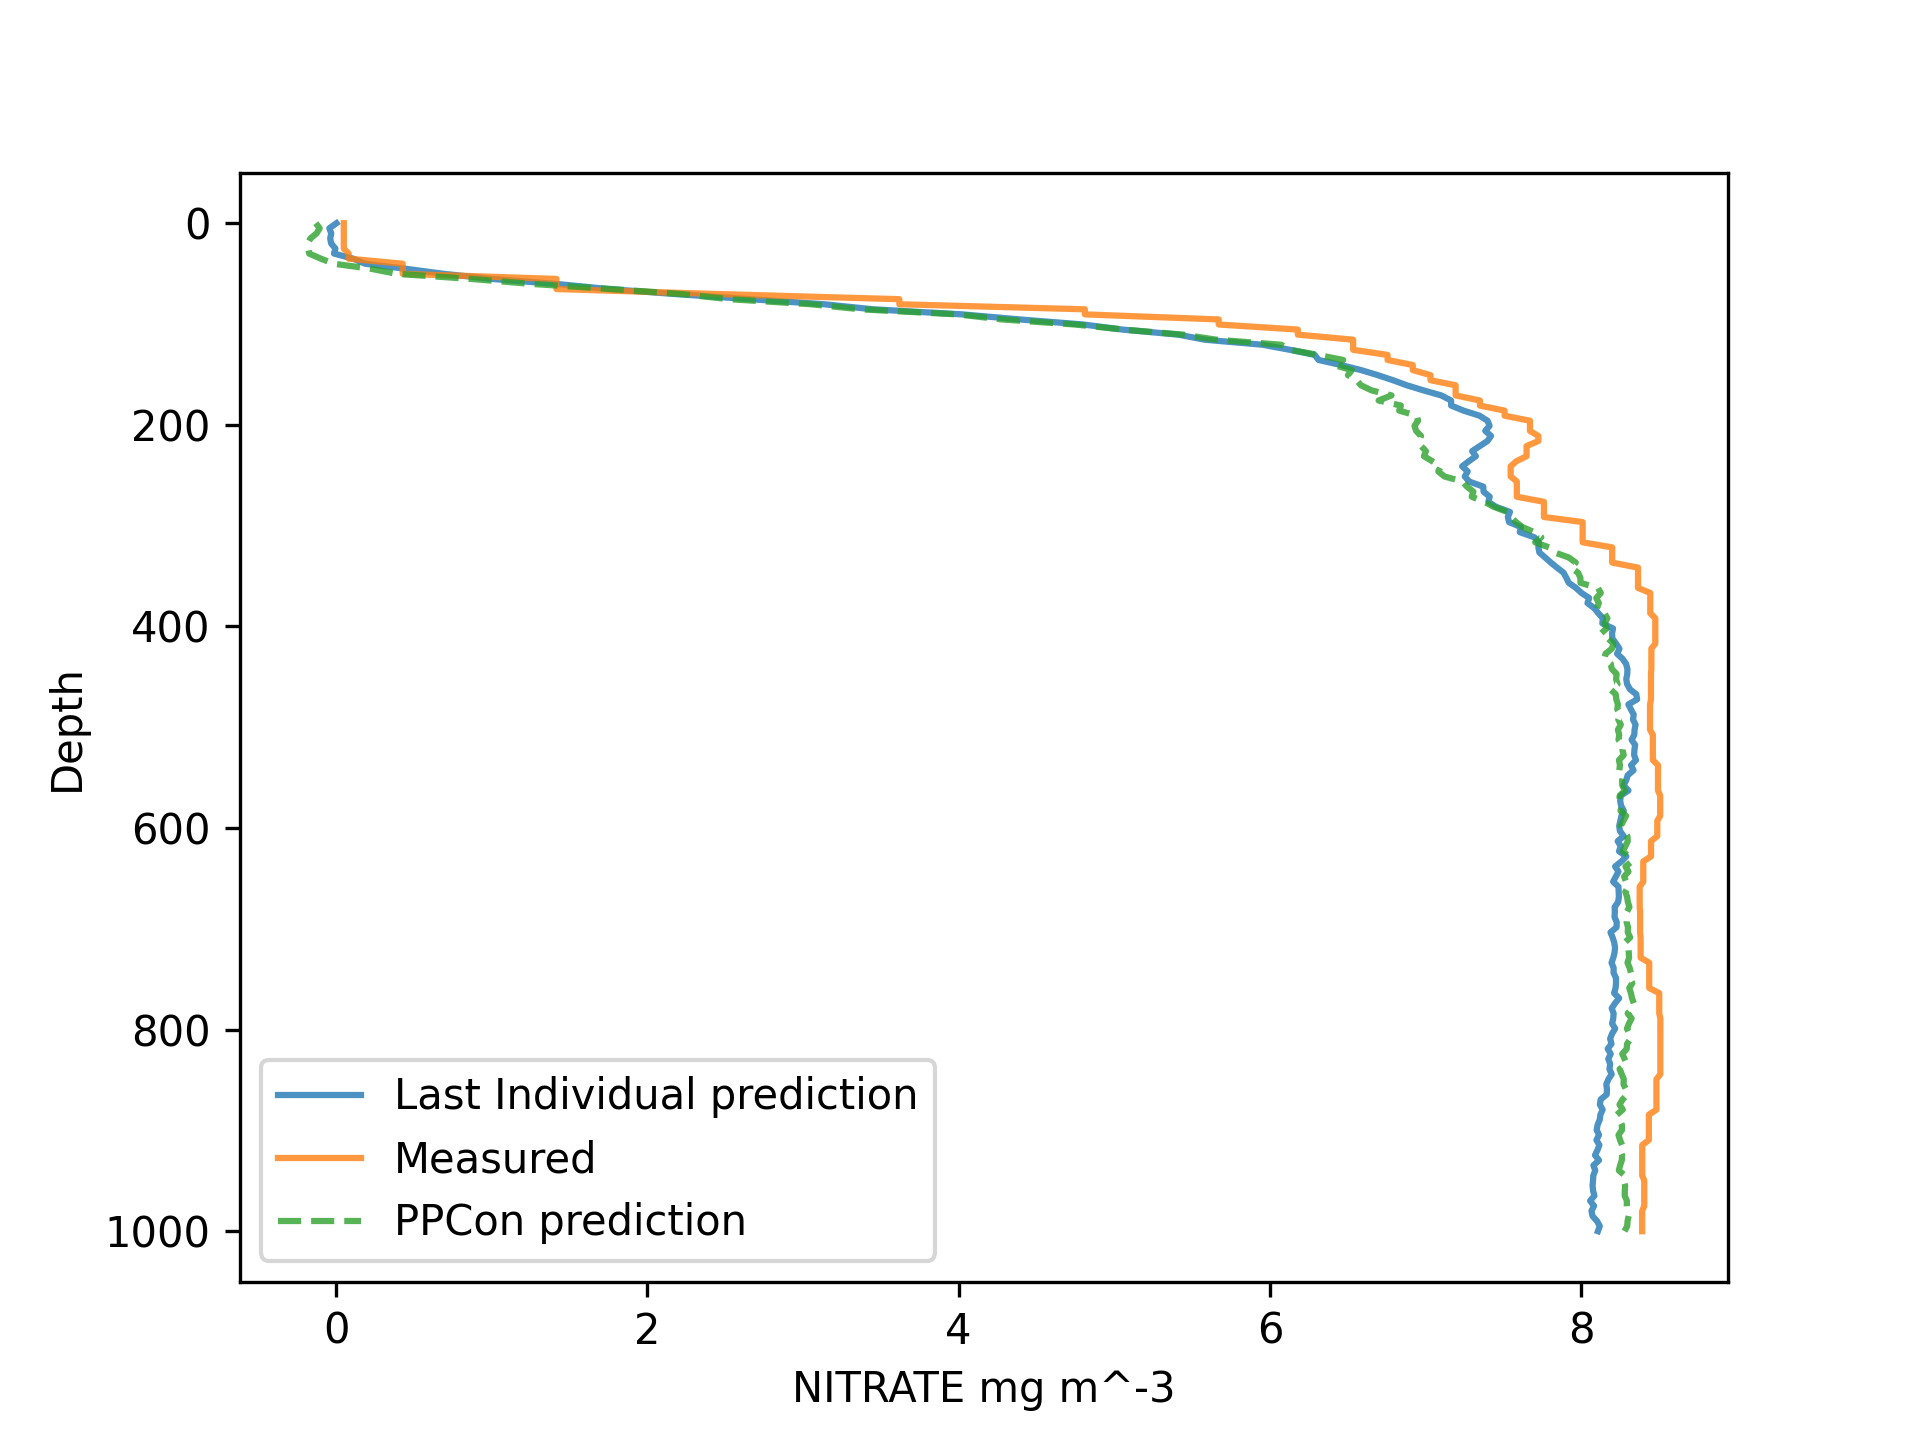 0
200
400
600
800
1000
Depth
Last Individual prediction
Measured
PPCon prediction
0 2 4 6 8
NITRATE mg m^-3